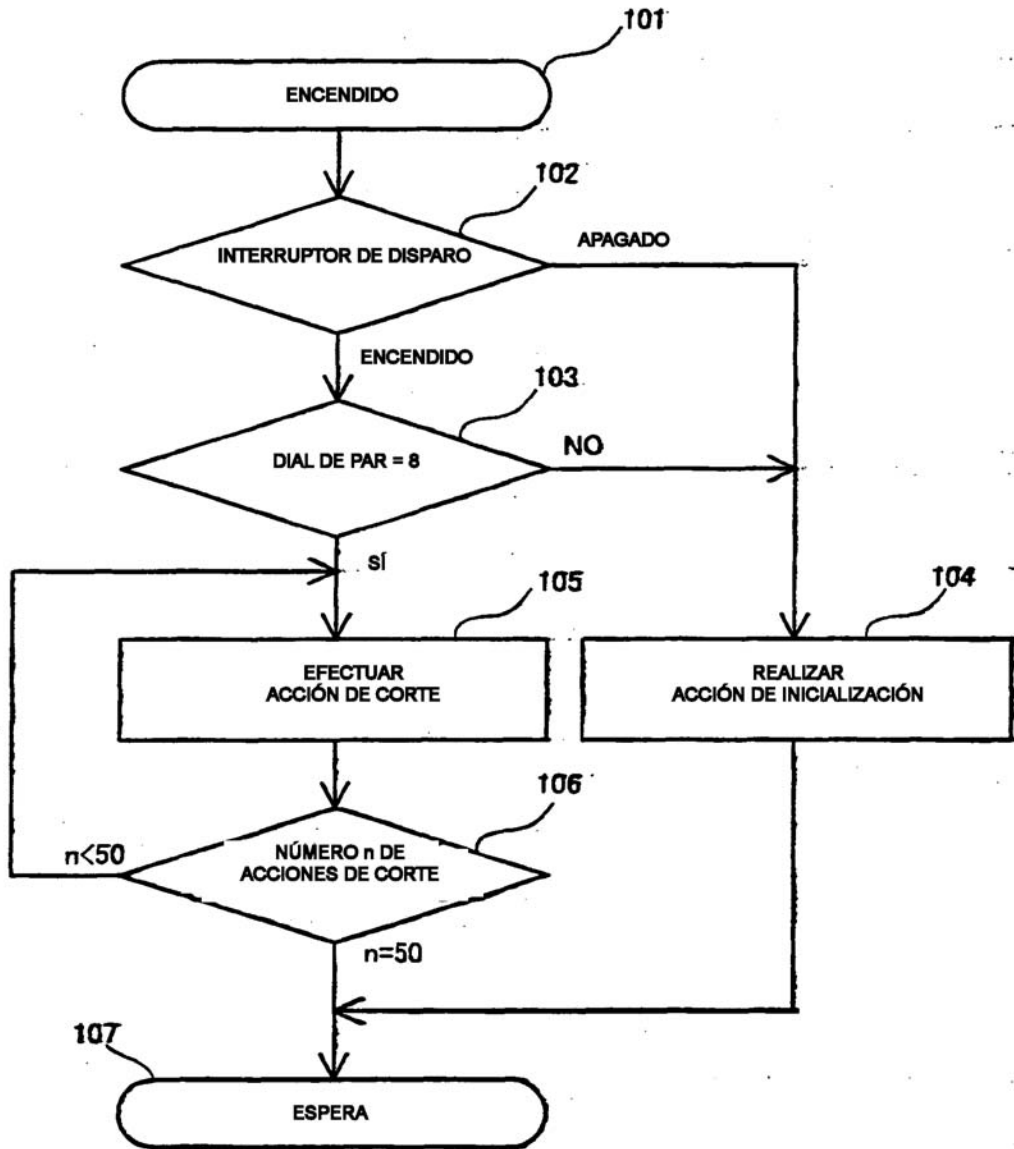 101
ENCENDIDO
102
INTERRUPTOR DE DISPARO
APAGADO
ENCENDIDO
103
DIAL DE PAR = 8
NO
SÍ
105
104
EFECTUAR
ACCIÓN DE CORTE
REALIZAR
ACCIÓN DE INICIALIZACIÓN
106
n<50
NÚMERO n DE
ACCIONES DE CORTE
n=50
107
ESPERA